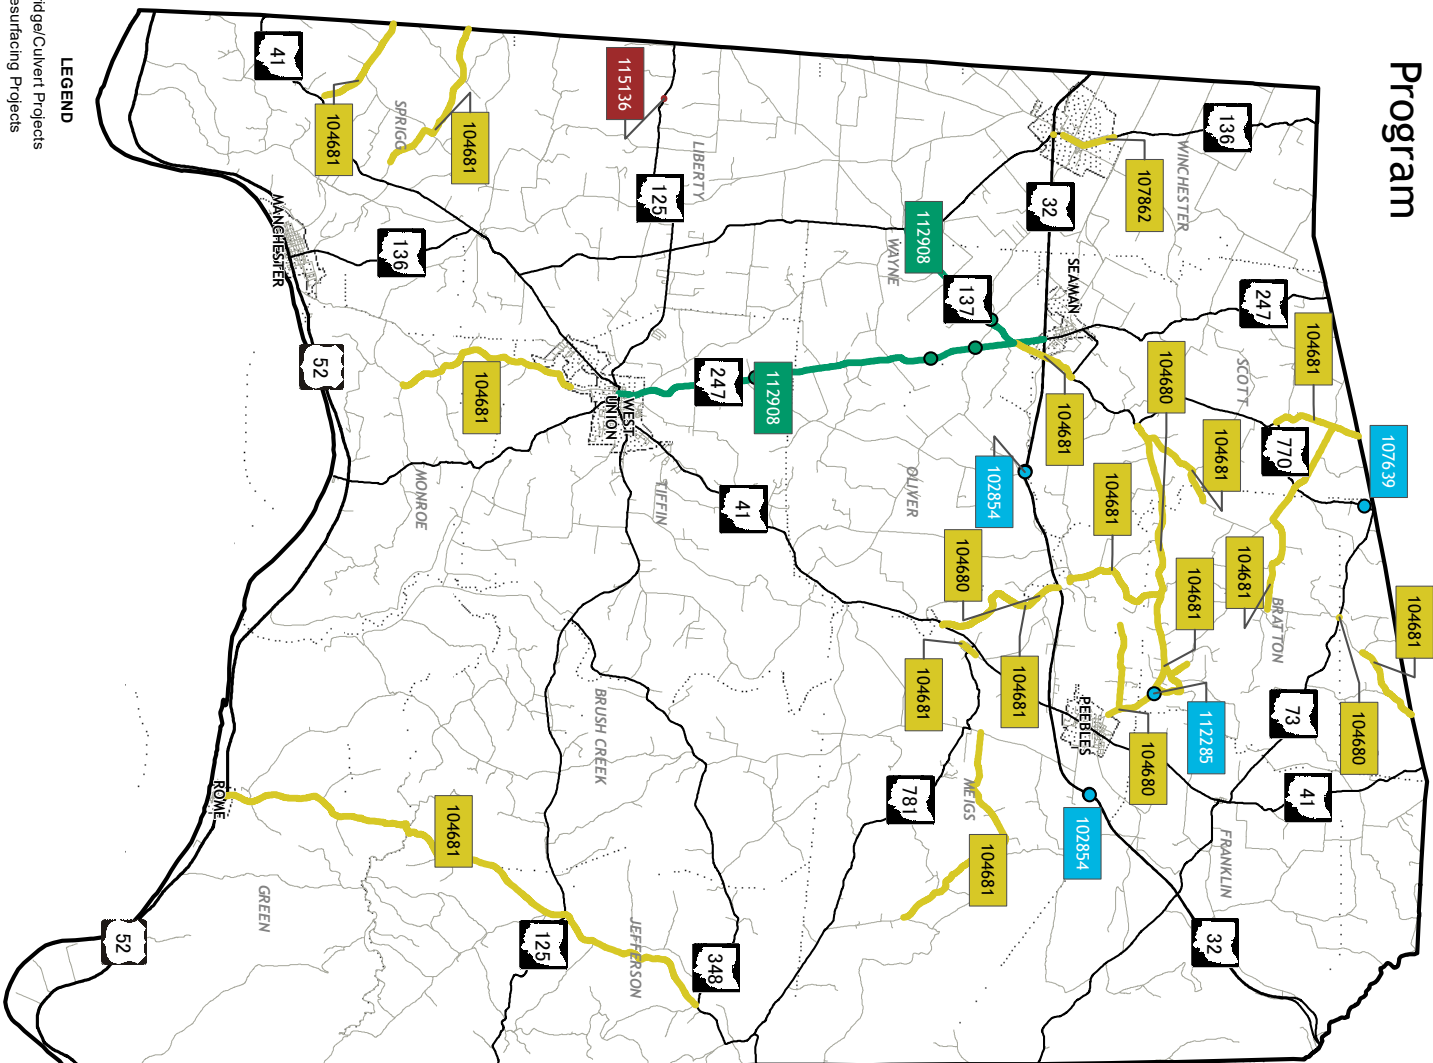 Program
104681
107639
104680
104681
41
73
770
BRATTON
247
104681
SCOTT
136
FRANKLIN
104681
32
112285
104681
WINCHESTER
104680
104680
107862
104681
PEEBLES
102854
SEAMAN
104681
32
104681
102854
104681
MEIGS
137
104680
112908
104681
OLIVER
781
WAYNE
112908
41
247
348
LIBERTY
125
TIFFIN
JEFFERSON
WEST
UNION
115136
BRUSH CREEK
125
104681
104681
104681
MONROE
136
SPRIGG
104681
52
41
MANCHESTER
GREEN
ROME
52
LEGEND
ridge/Culvert Projects
esurfacing Projects